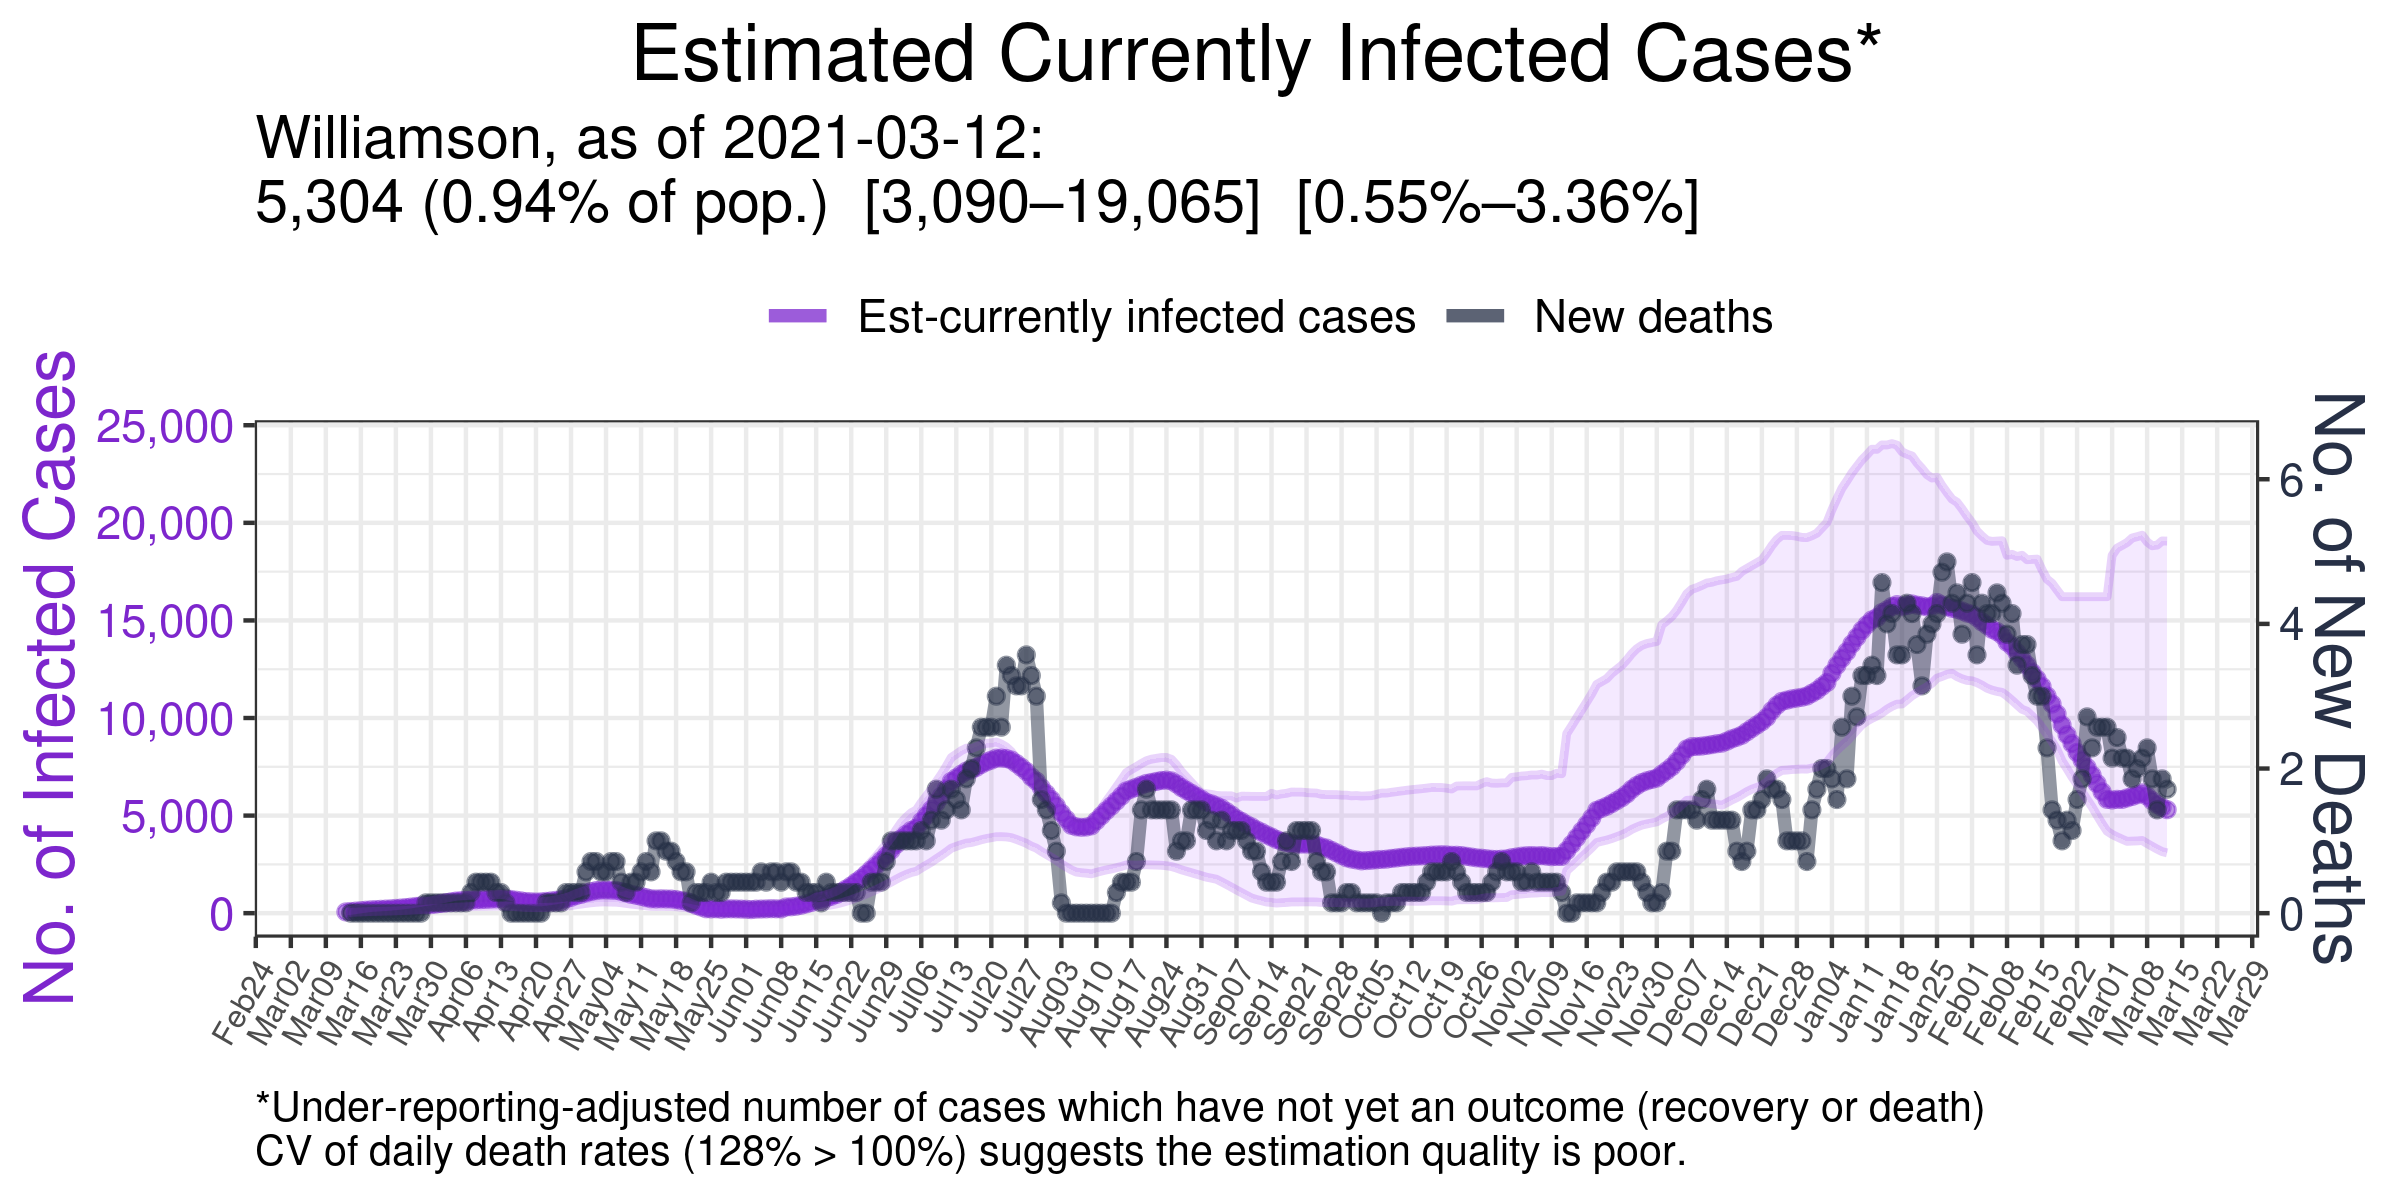 Estimated Currently Infected Cases*
Williamson, as of 2021-03-12:
5,304 (0.94% of pop.)  [3,090–19,065]  [0.55%–3.36%]
Est-currently infected cases
New deaths
No. of Infected Cases
25,000
20,000
15,000
10,000
5,000
0
No. of New Deaths
6
4
2
0
Feb24
Mar02
Mar09
Mar16
Mar23
Mar30
Apr06
Apr13
Apr20
Apr27
May04
May11
May18
May25
Jun01
Jun08
Jun15
Jun22
Jun29
Jul06
Jul13
Jul20
Jul27
Aug03
Aug10
Aug17
Aug24
Aug31
Sep07
Sep14
Sep21
Sep28
Oct05
Oct12
Oct19
Oct26
Nov02
Nov09
Nov16
Nov23
Nov30
Dec07
Dec14
Dec21
Dec28
Jan04
Jan11
Jan18
Jan25
Feb01
Feb08
Feb15
Feb22
Mar01
Mar08
Mar15
Mar22
Mar29
*Under-reporting-adjusted number of cases which have not yet an outcome (recovery or death)
CV of daily death rates (128% > 100%) suggests the estimation quality is poor.